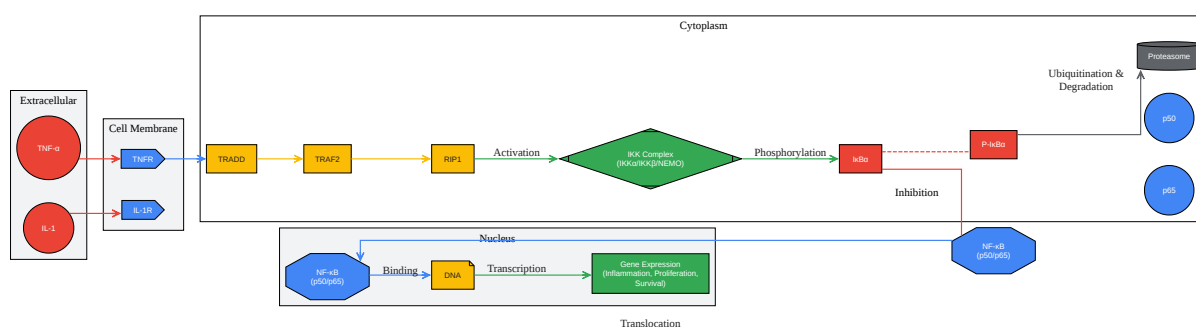 Cytoplasm
Proteasome
Ubiquitination &
Degradation
Extracellular
Cell Membrane
p50
TNF-α
TNFR
TRADD
TRAF2
RIP1
Activation
IKK Complex
(IKKα/IKKβ/NEMO)
Phosphorylation
IκBα
P-IκBα
Inhibition
p65
IL-1
IL-1R
Nucleus
NF-κB
(p50/p65)
NF-κB
(p50/p65)
Binding
DNA
Transcription
Gene Expression
(Inflammation, Proliferation,
Survival)
Translocation